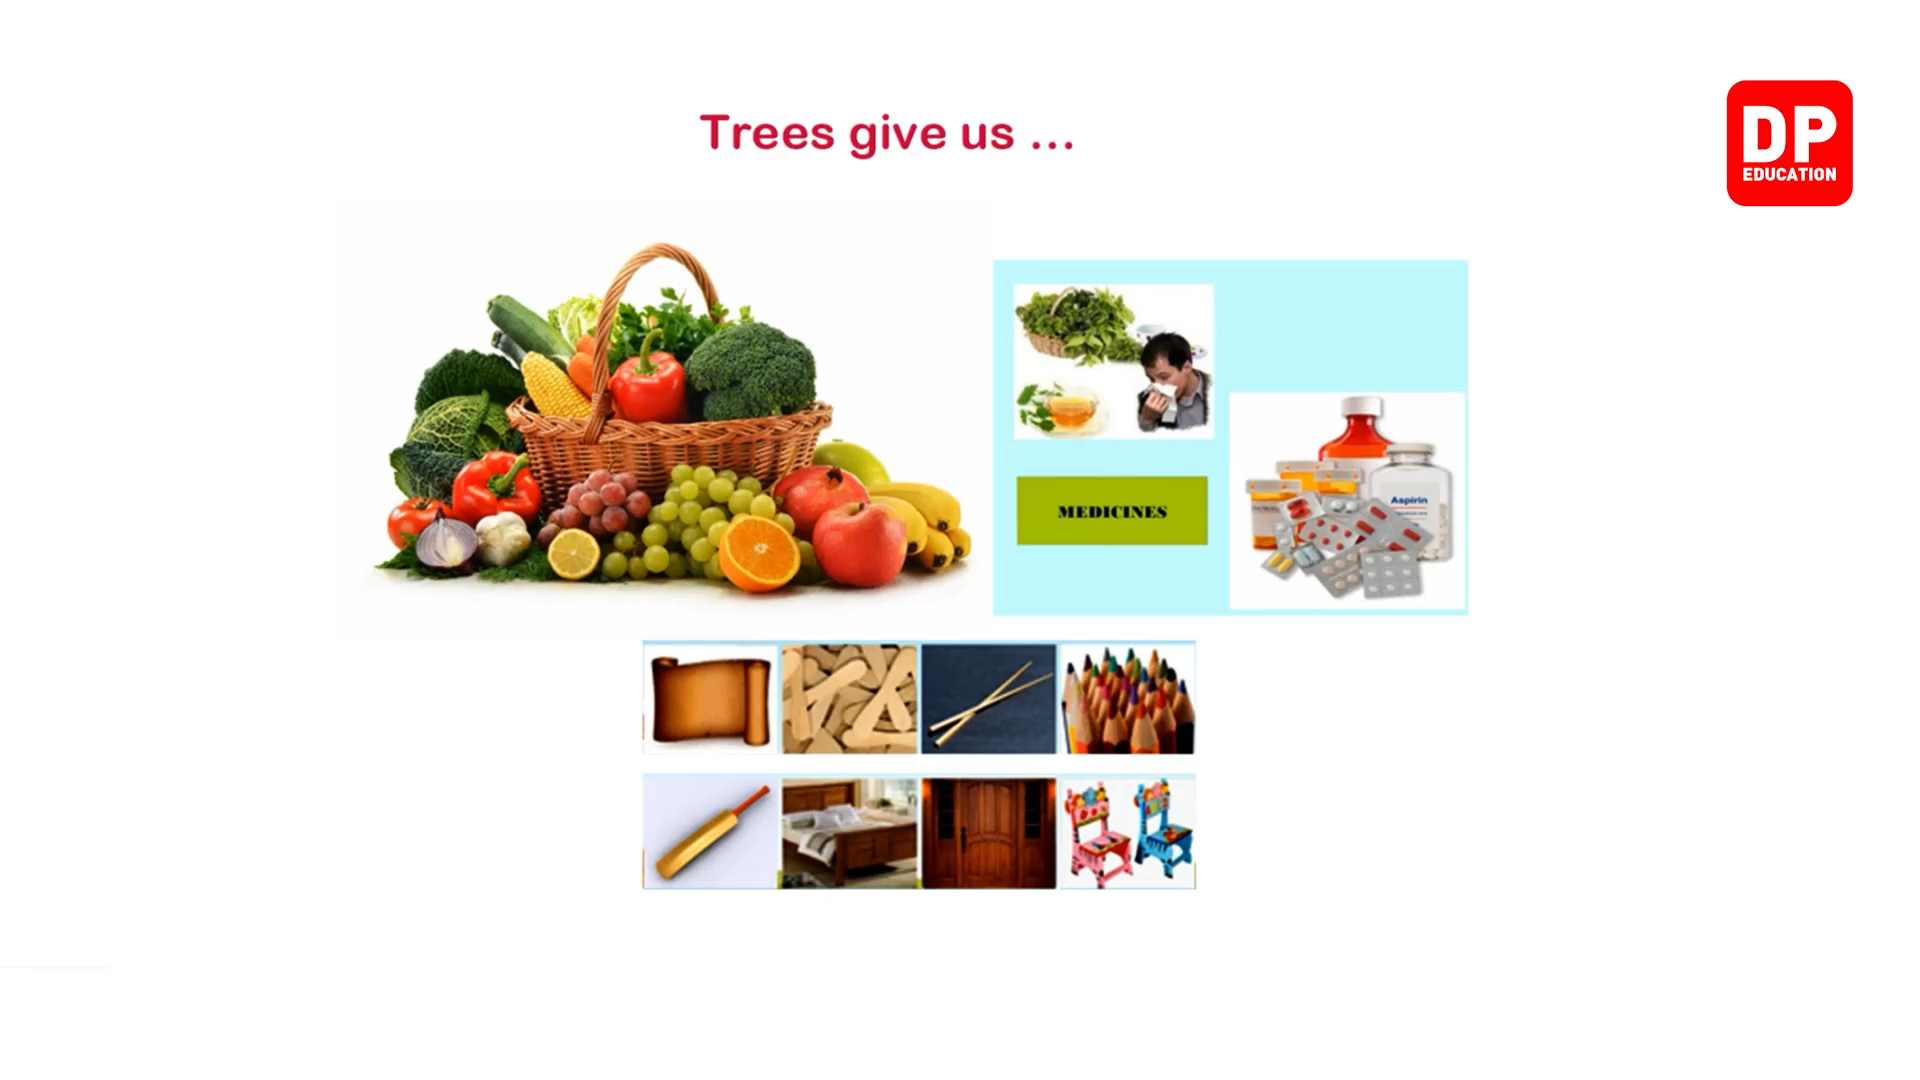 Trees give us ...
DP
EDUCATION
MEDICINES
Aspirin